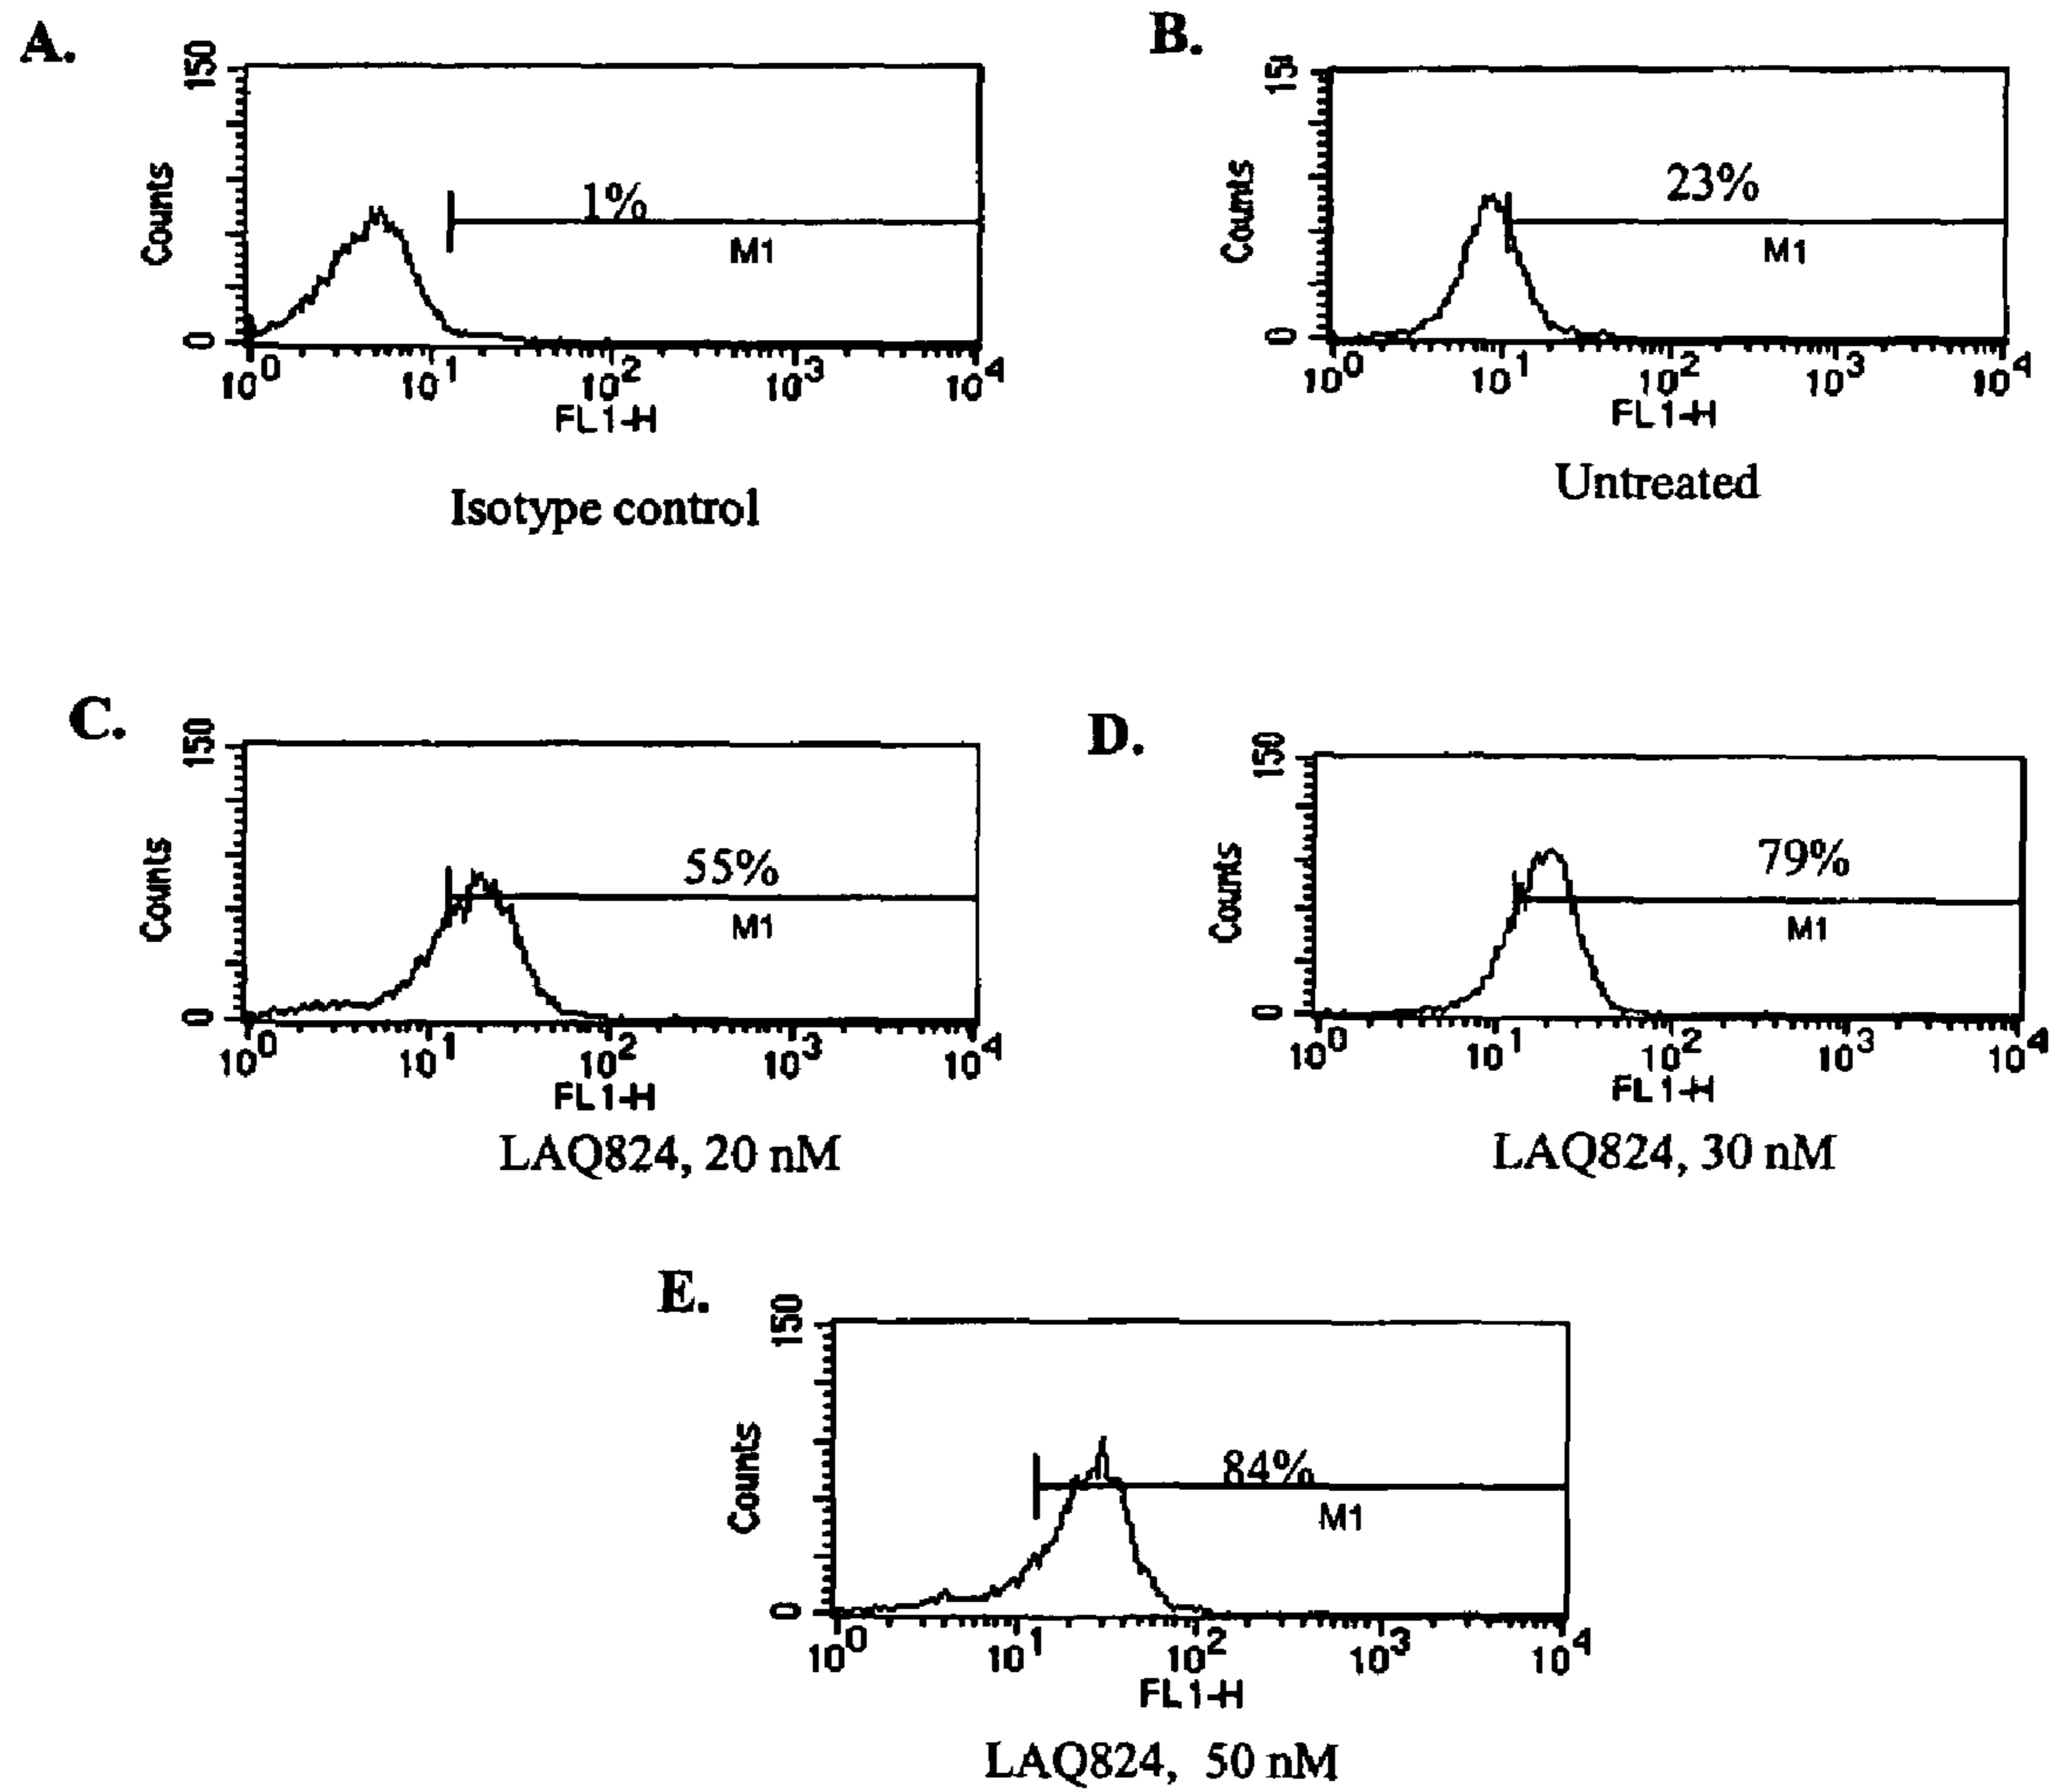 A.
150
Counts
0
1%
M1
10^0 10^1 10^2 10^3 10^4
FL1-H
Isotype control
B.
15
Counts
0
23%
M1
10^0 10^1 10^2 10^3 10^4
FL1-H
Untreated
C.
150
Counts
0
55%
M1
10^0 10^1 10^2 10^3 10^4
FL1-H
LAQ824, 20 nM
D.
150
Counts
0
79%
M1
10^0 10^1 10^2 10^3 10^4
FL1-H
LAQ824, 30 nM
E.
150
Counts
0
84%
M1
10^0 10^1 10^2 10^3 10^4
FL1-H
LAQ824, 50 nM